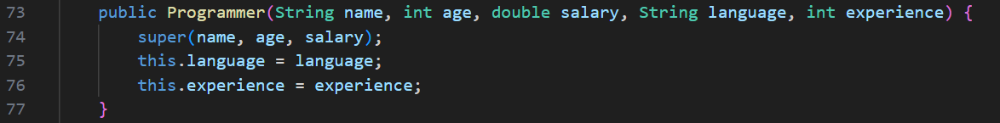 73 public Programmer(String name, int age, double salary, String language, int experience) {
74 super(name, age, salary);
75 this.language = language;
76 this.experience = experience;
77 }